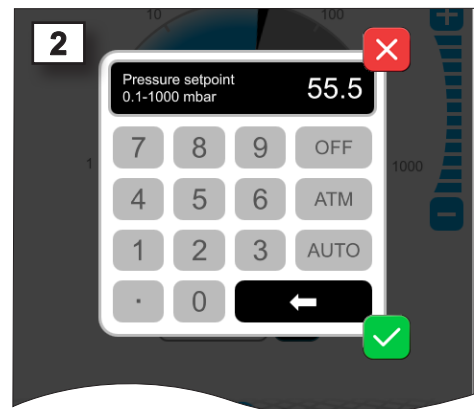 2
10
100
Pressure setpoint
0.1-1000 mbar
55.5
7 8 9 OFF
1
1000
4 5 6 ATM
1 2 3 AUTO
. 0